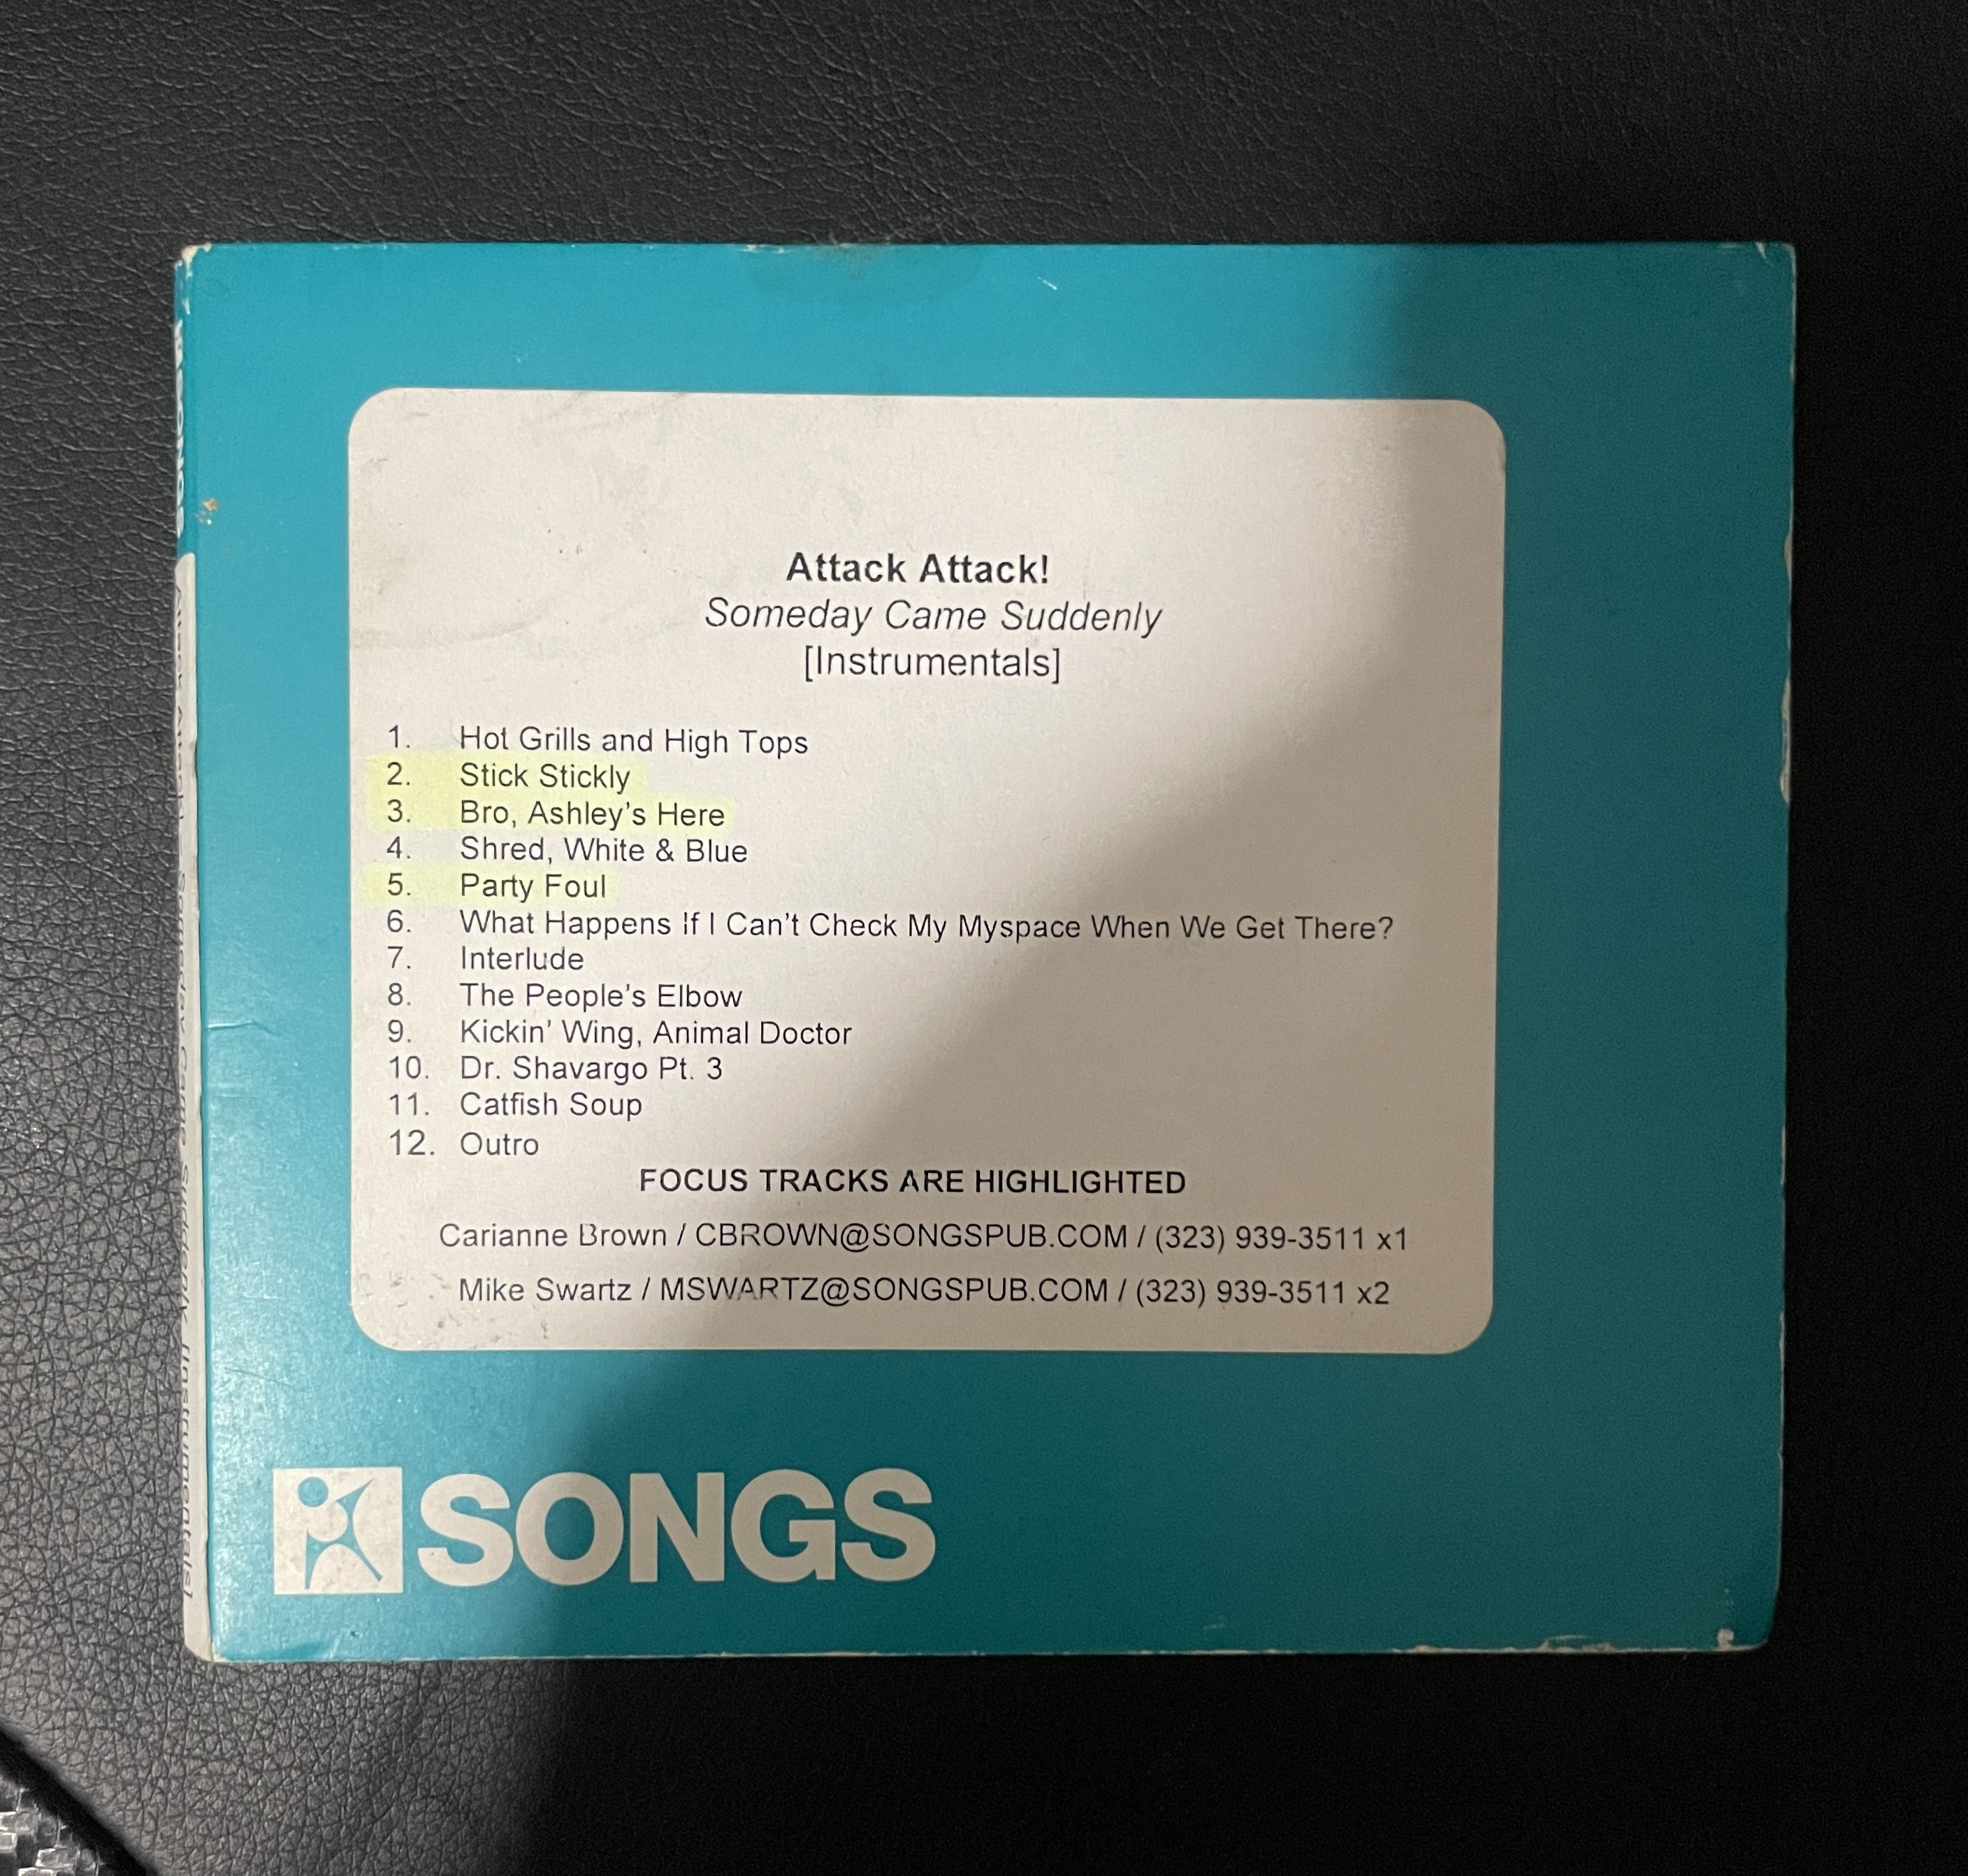 Attack Attack!
Someday Came Suddenly
[Instrumentals]
1. Hot Grills and High Tops
2. Stick Stickly
3. Bro, Ashley's Here
4. Shred, White & Blue
5. Party Foul
6. What Happens If I Can't Check My Myspace When We Get There?
7. Interlude
8. The People's Elbow
9. Kickin' Wing, Animal Doctor
10. Dr. Shavargo Pt. 3
11. Catfish Soup
12. Outro
FOCUS TRACKS ARE HIGHLIGHTED
Carianne Brown / CBROWN@SONGSPUB.COM / (323) 939-3511 x1
Mike Swartz / MSWARTZ@SONGSPUB.COM / (323) 939-3511 x2
SONGS
SONGS Attack Attack! Someday Came Suddenly [Instrumentals]